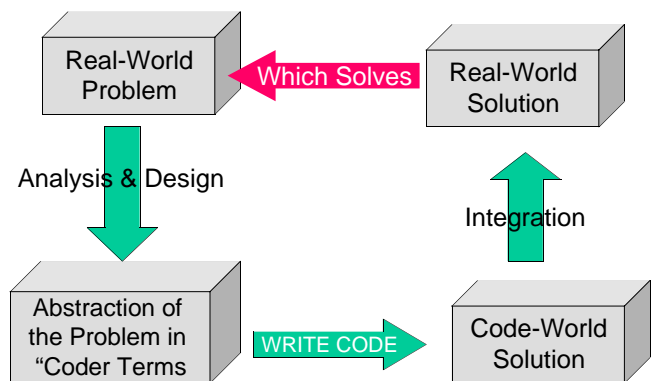 Real-World
Problem
Which Solves
Real-World
Solution
Analysis & Design
Integration
Abstraction of
the Problem in
“Coder Terms
WRITE CODE
Code-World
Solution